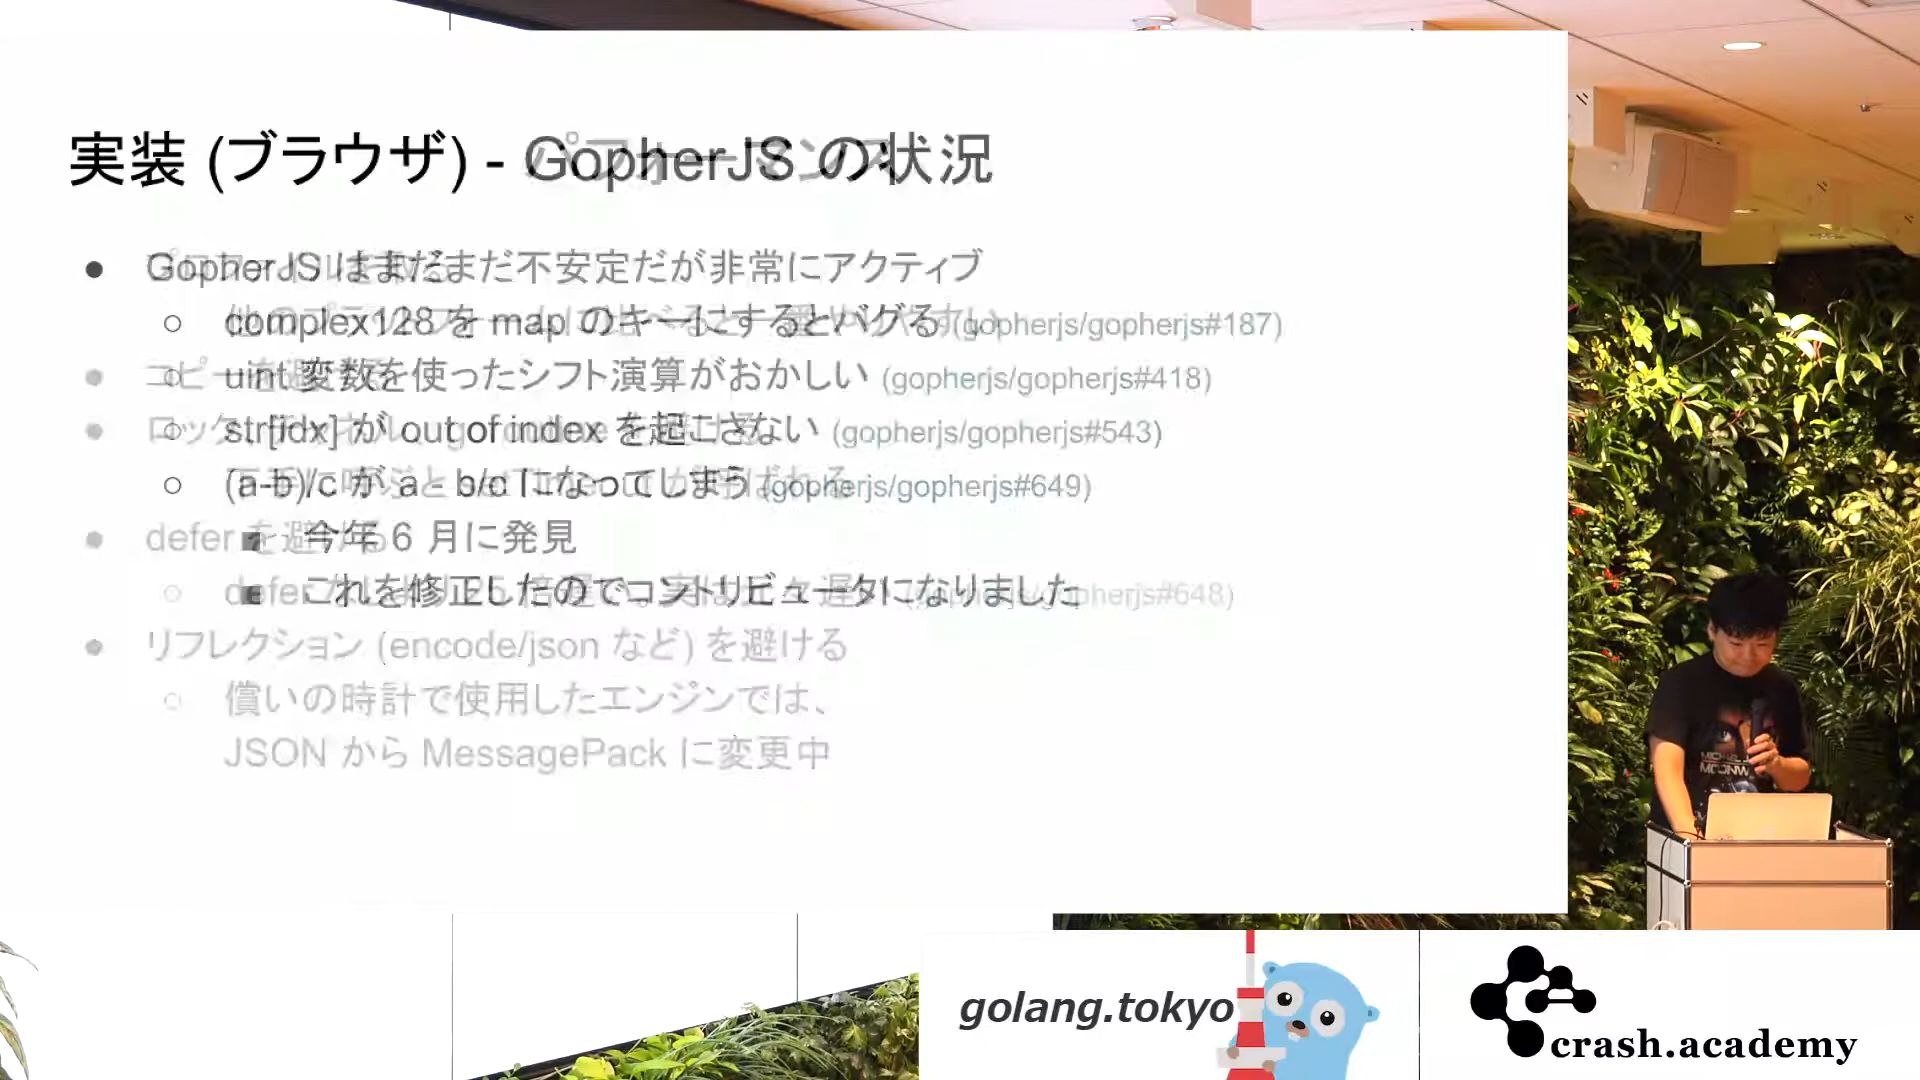 実装 (ブラウザ) - GopherJS の状況
GopherJS はまだまだ不安定だが非常にアクティブ
complex128 を map のキーにするとバグる (gopherjs/gopherjs#187)
uint 変数を使ったシフト演算がおかしい (gopherjs/gopherjs#418)
str[idx] が out of index を起こさない (gopherjs/gopherjs#543)
(a-b)/c が a - b/c になってしまう (gopherjs/gopherjs#649)
defer を避ける
今年 6 月に発見
これを修正したのでコントリビュータになりました
リフレクション (encode/json など) を避ける
償いの時計で使用したエンジンでは、
JSON から MessagePack に変更中
MOONW
golang.tokyo
crash.academy